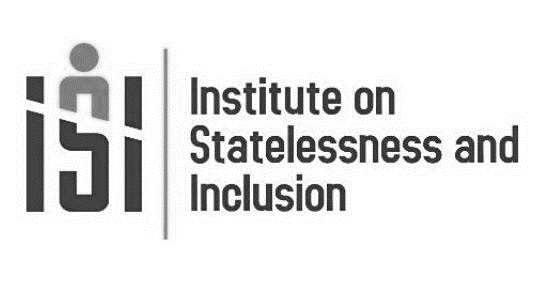 ISI
Institute on
Statelessness and
Inclusion